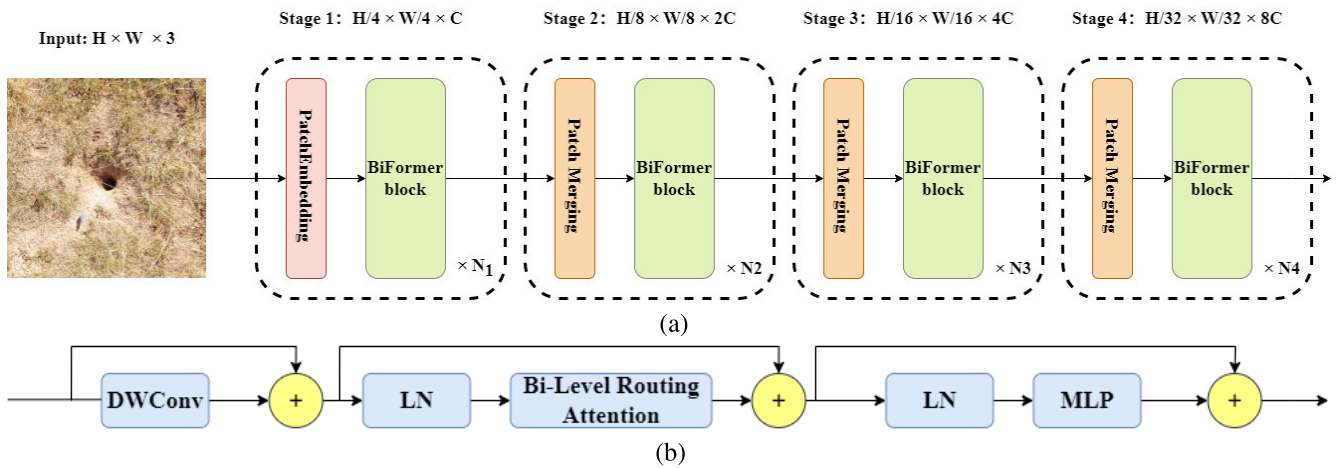 Input: H × W × 3
Stage 1: H/4 × W/4 × C
Stage 2: H/8 × W/8 × 2C
Stage 3: H/16 × W/16 × 4C
Stage 4: H/32 × W/32 × 8C
PatchEmbedding
BiFormer
block
× N1
Patch Merging
BiFormer
block
× N2
Patch Merging
BiFormer
block
× N3
Patch Merging
BiFormer
block
× N4
(a)
DWConv
+
LN
Bi-Level Routing
Attention
+
LN
MLP
+
(b)